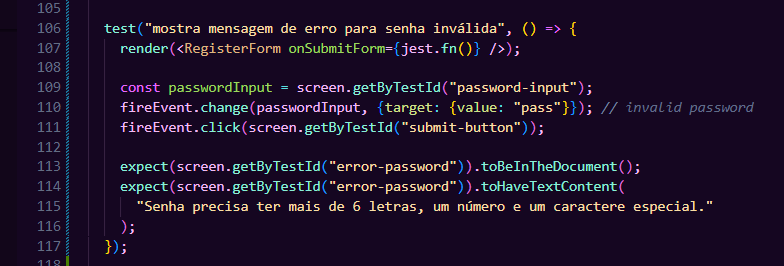 105
106 test("mostra mensagem de erro para senha inválida", () => {
107 render(<RegisterForm onSubmitForm={jest.fn()} />);
108
109 const passwordInput = screen.getByTestId("password-input");
110 fireEvent.change(passwordInput, {target: {value: "pass"}}); // invalid password
111 fireEvent.click(screen.getByTestId("submit-button"));
112
113 expect(screen.getByTestId("error-password")).toBeInTheDocument();
114 expect(screen.getByTestId("error-password")).toHaveTextContent(
115 "Senha precisa ter mais de 6 letras, um número e um caractere especial."
116 );
117 });
118